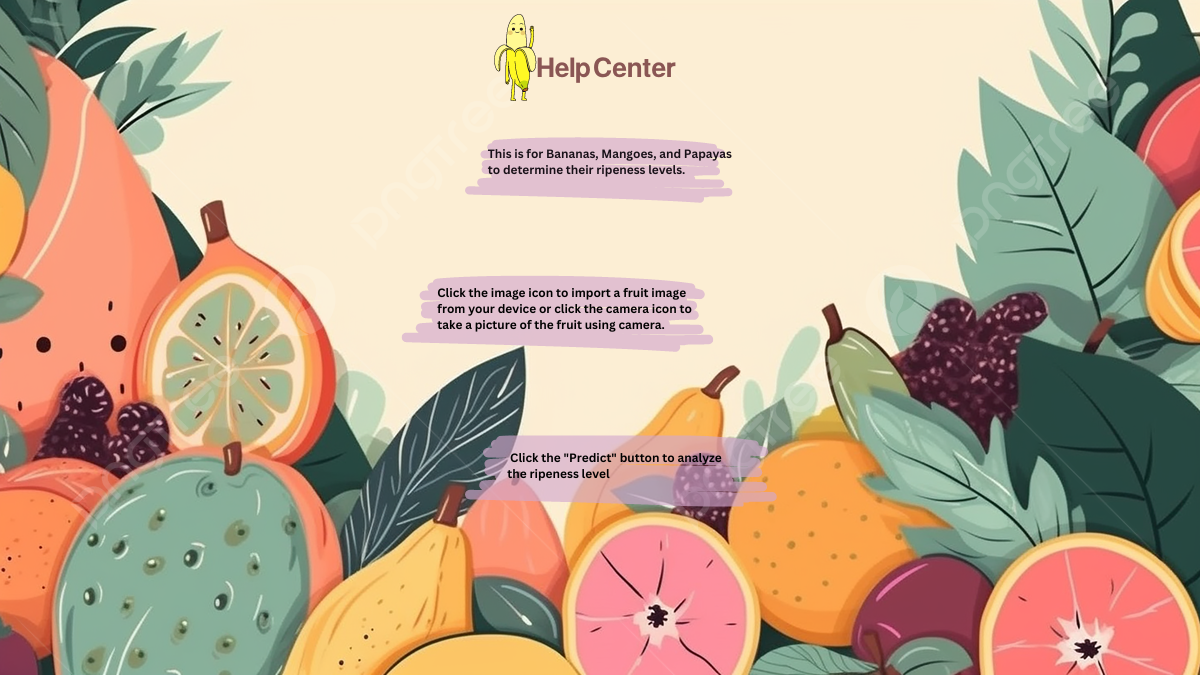 Help Center
This is for Bananas, Mangoes, and Papayas
to determine their ripeness levels.
Click the image icon to import a fruit image
from your device or click the camera icon to
take a picture of the fruit using camera.
Click the "Predict" button to analyze
the ripeness level
pngtree
pngtree